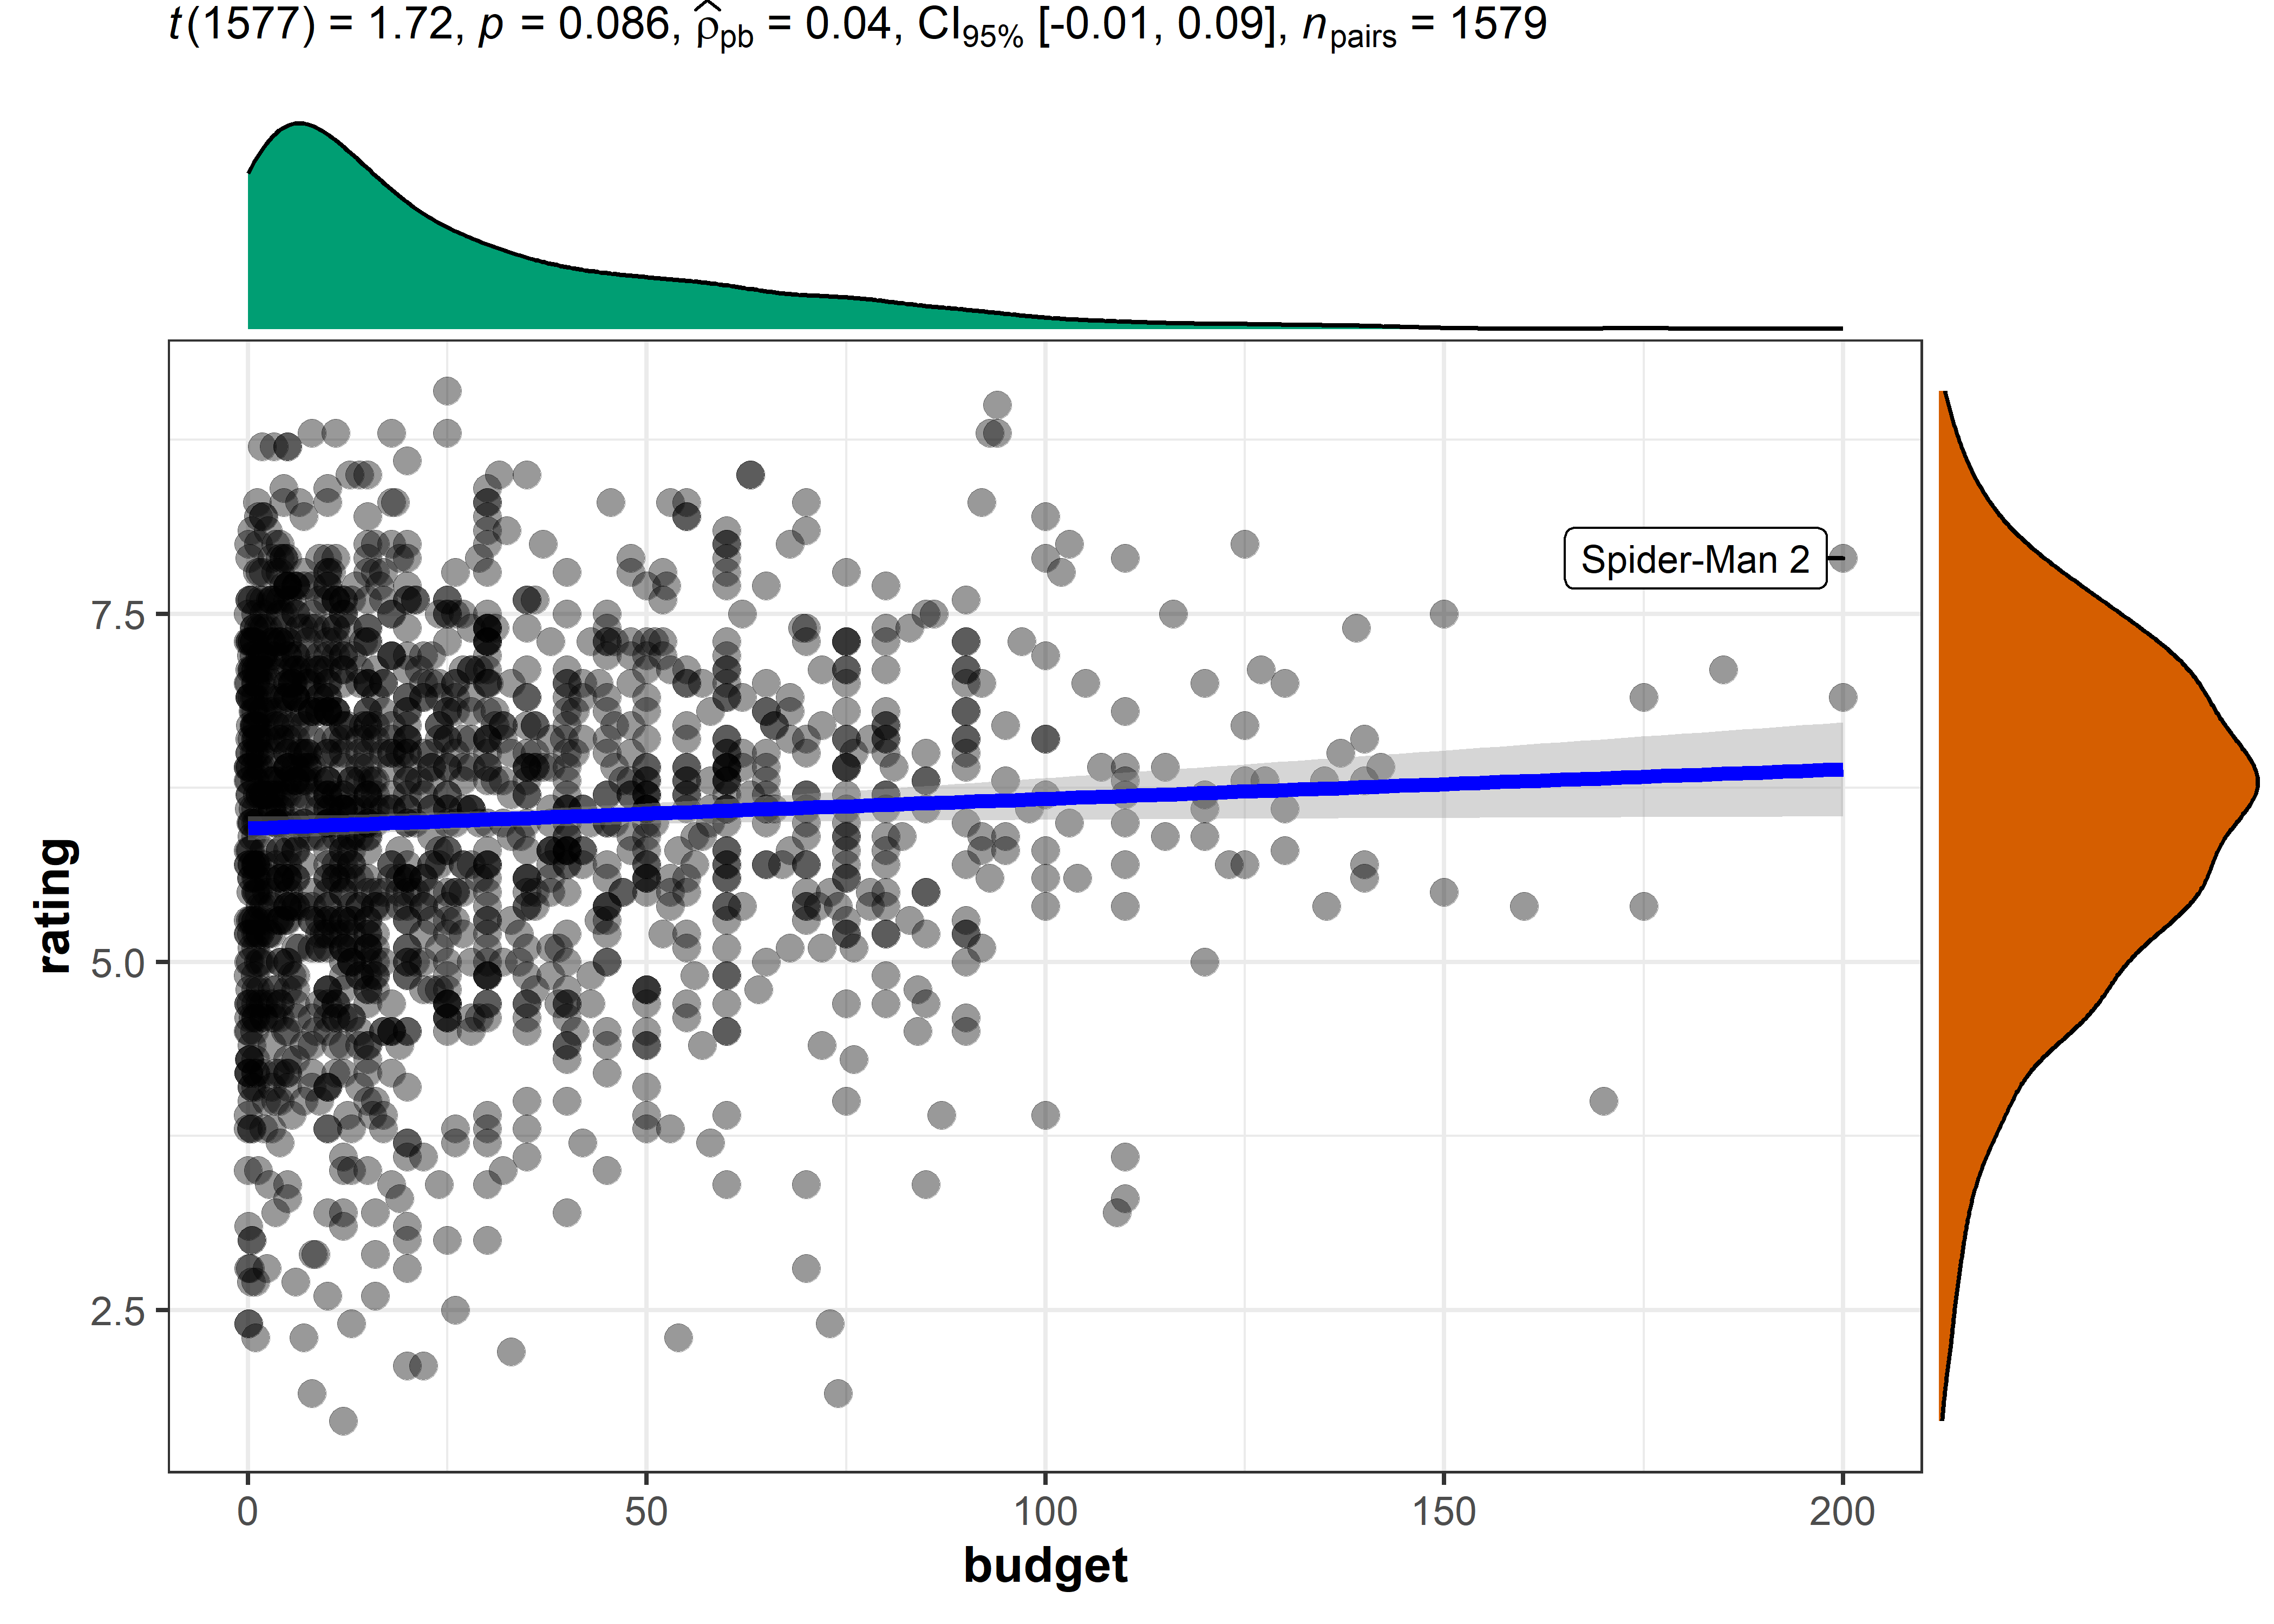 t(1577) = 1.72, p = 0.086, ρ̂pb = 0.04, CI95% [-0.01, 0.09], npairs = 1579
Spider-Man 2
7.5
5.0
2.5
rating
0 50 100 150 200
budget